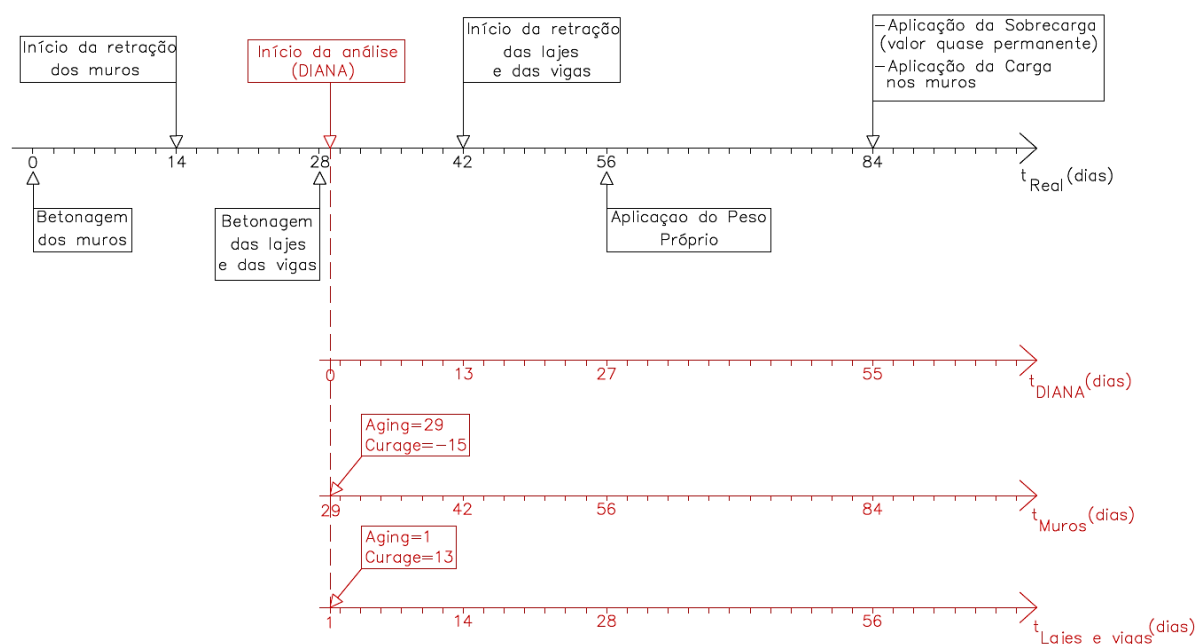 Início da retração
dos muros
Início da análise
(DIANA)
Início da retração
das lajes
e das vigas
-Aplicação da Sobrecarga
(valor quase permanente)
-Aplicação da Carga
nos muros
0
14
28
42
56
84
t Real (dias)
Betonagem
dos muros
Betonagem
das lajes
e das vigas
Aplicaçao do Peso
Próprio
0
13
27
55
t DIANA (dias)
Aging=29
Curage=-15
29
42
56
84
t Muros (dias)
Aging=1
Curage=13
1
14
28
56
t Lajes e vigas (dias)